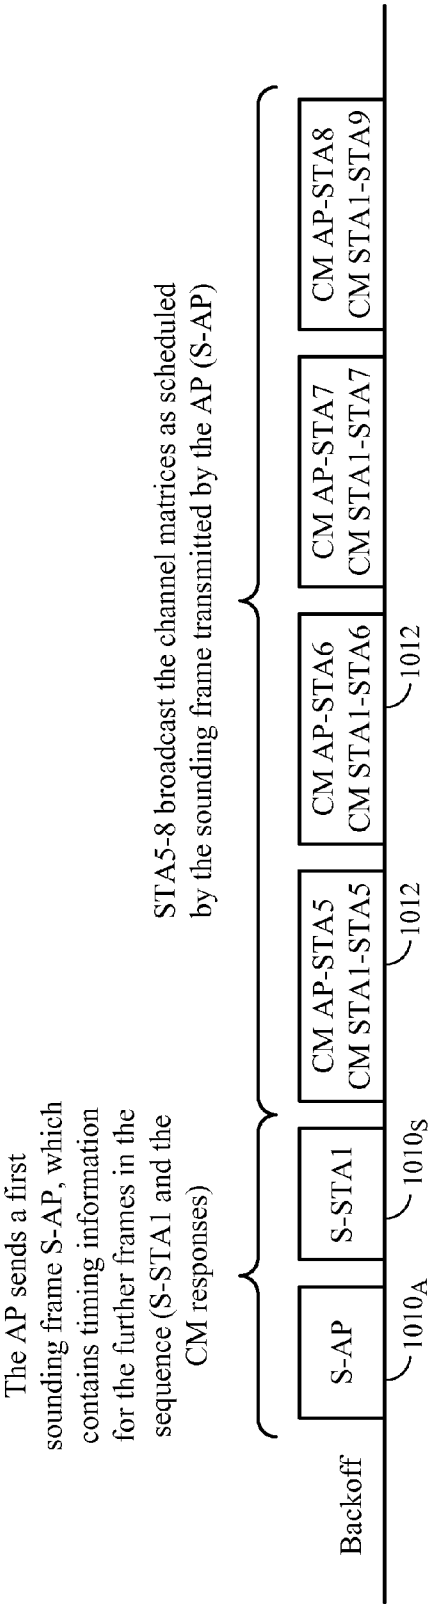 The AP sends a first
sounding frame S-AP, which
contains timing information
for the further frames in the
sequence (S-STA1 and the
CM responses)
STA5-8 broadcast the channel matrices as scheduled
by the sounding frame transmitted by the AP (S-AP)
Backoff
S-AP
S-STA1
CM AP-STA5
CM STA1-STA5
CM AP-STA6
CM STA1-STA6
CM AP-STA7
CM STA1-STA7
CM AP-STA8
CM STA1-STA9
1010A
1010S
1012
1012